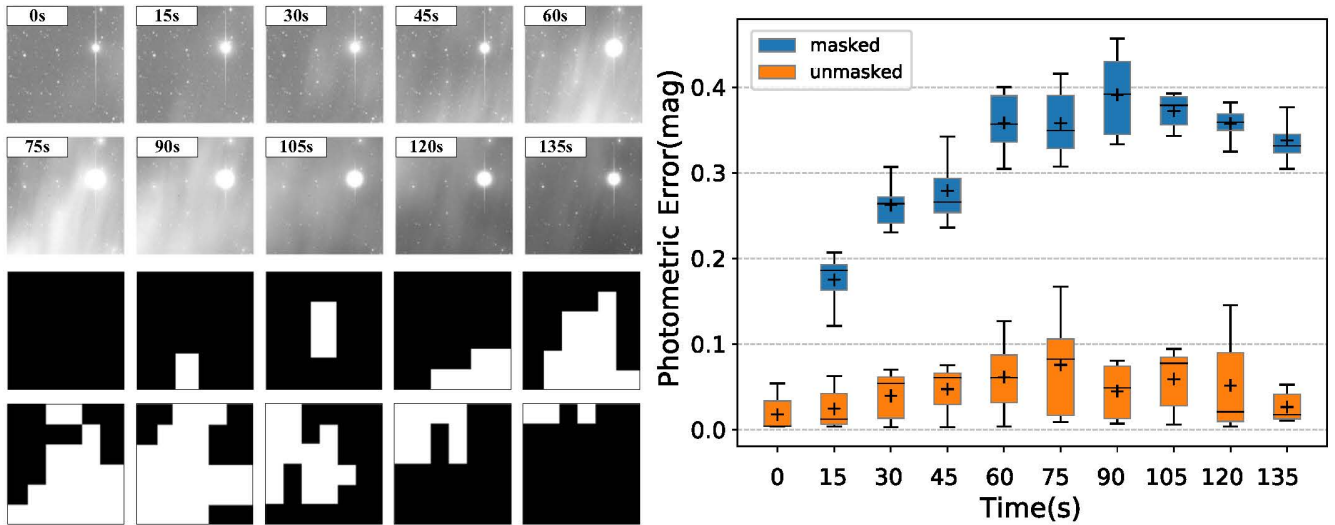 0s 15s 30s 45s 60s
75s 90s 105s 120s 135s
masked
unmasked
Photometric Error(mag)
0.4
0.3
0.2
0.1
0.0
0 15 30 45 60 75 90 105 120 135
Time(s)